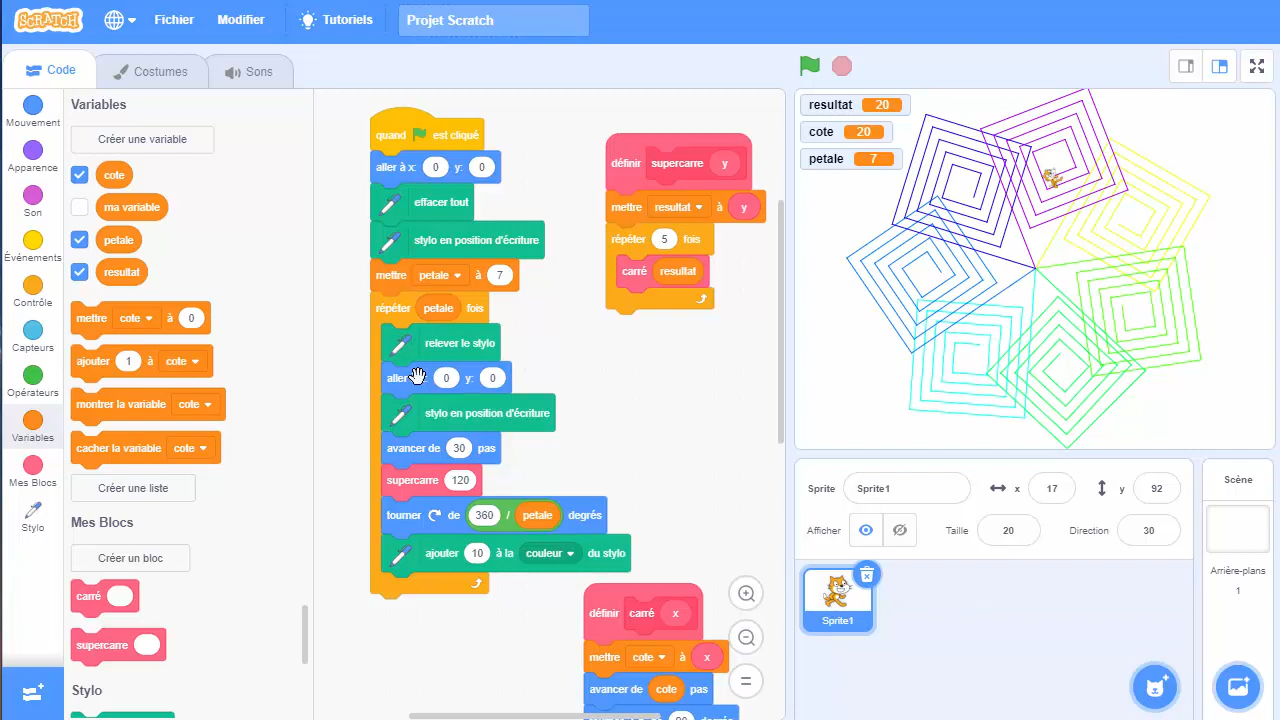 SCRATCH Fichier Modifier Tutoriels Projet Scratch
Code Costumes Sons
Mouvement
Apparence
Son
Événements
Contrôle
Capteurs
Opérateurs
Variables
Mes Blocs
Stylo
Variables
Créer une variable
cote
ma variable
petale
resultat
mettre cote à 0
ajouter 1 à cote
montrer la variable cote
cacher la variable cote
Créer une liste
Mes Blocs
Créer un bloc
carré
supercarre
Stylo
quand est cliqué
aller à x: 0 y: 0
effacer tout
stylo en position d'écriture
mettre petale à 7
répéter petale fois
relever le stylo
aller 0 y: 0
stylo en position d'écriture
avancer de 30 pas
supercarre 120
tourner de 360 / petale degrés
ajouter 10 à la couleur du stylo
définir supercarre y
mettre resultat à y
répéter 5 fois
carré resultat
définir carré x
mettre cote à x
avancer de cote pas
resultat 20
cote 20
petale 7
Sprite Sprite1 x 17 y 92
Afficher Taille 20 Direction 30
Sprite1
Scène
Arrière-plans
1